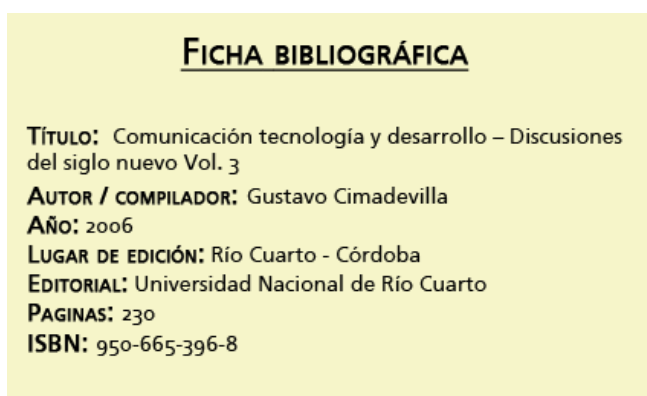 FICHA BIBLIOGRÁFICA
TÍTULO: Comunicación tecnología y desarrollo – Discusiones
del siglo nuevo Vol. 3
AUTOR / COMPILADOR: Gustavo Cimadevilla
AÑO: 2006
LUGAR DE EDICIÓN: Río Cuarto - Córdoba
EDITORIAL: Universidad Nacional de Río Cuarto
PAGINAS: 230
ISBN: 950-665-396-8